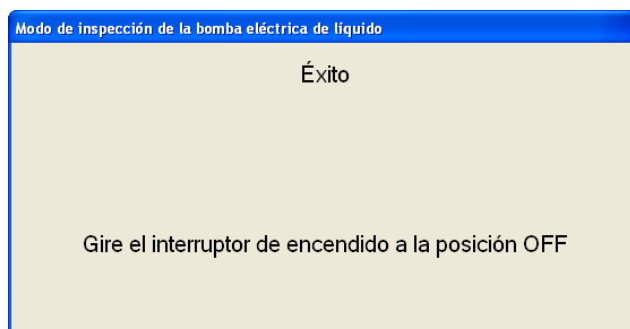 Modo de inspección de la bomba eléctrica de líquido
Éxito
Gire el interruptor de encendido a la posición OFF